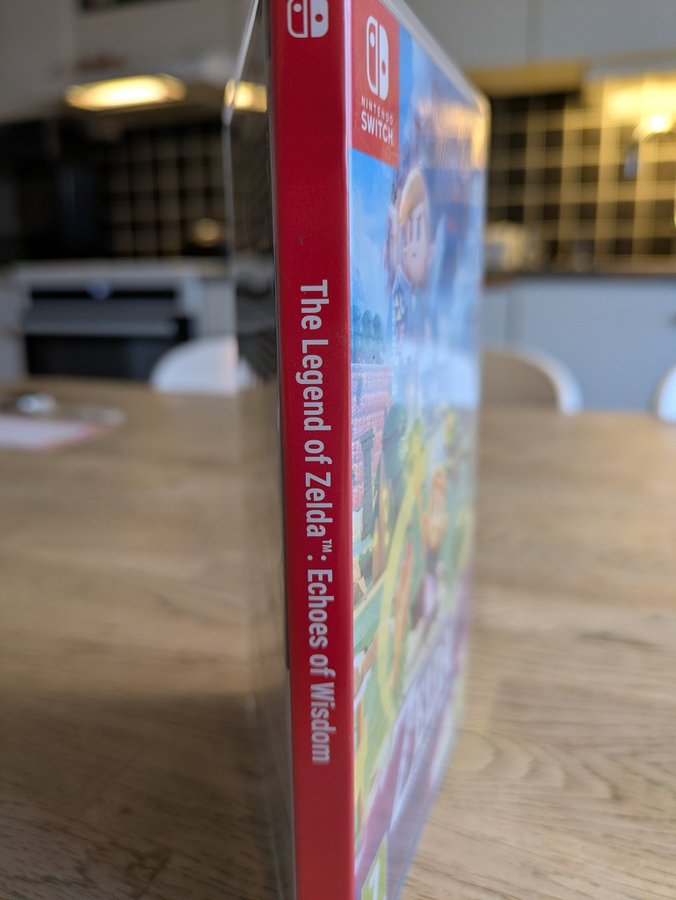 NINTENDO
SWITCH
The Legend of Zelda™: Echoes of Wisdom